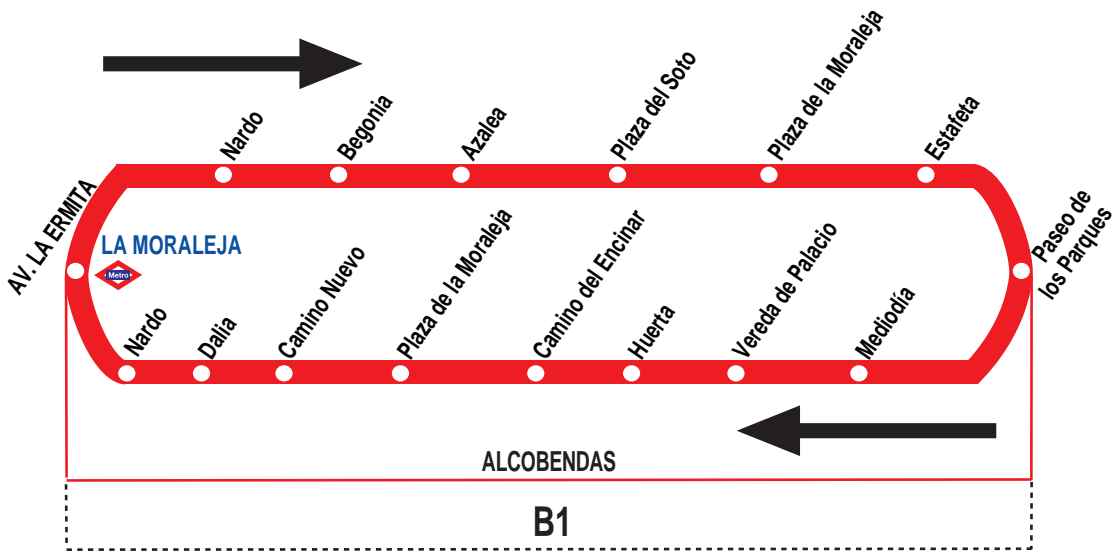 Nardo
Begonia
Azalea
Plaza del Soto
Plaza de la Moraleja
Estafeta
AV. LA ERMITA
LA MORALEJA
Metro
Paseo de
los Parques
Nardo
Dalia
Camino Nuevo
Plaza de la Moraleja
Camino del Encinar
Huerta
Vereda de Palacio
Mediodía
ALCOBENDAS
B1